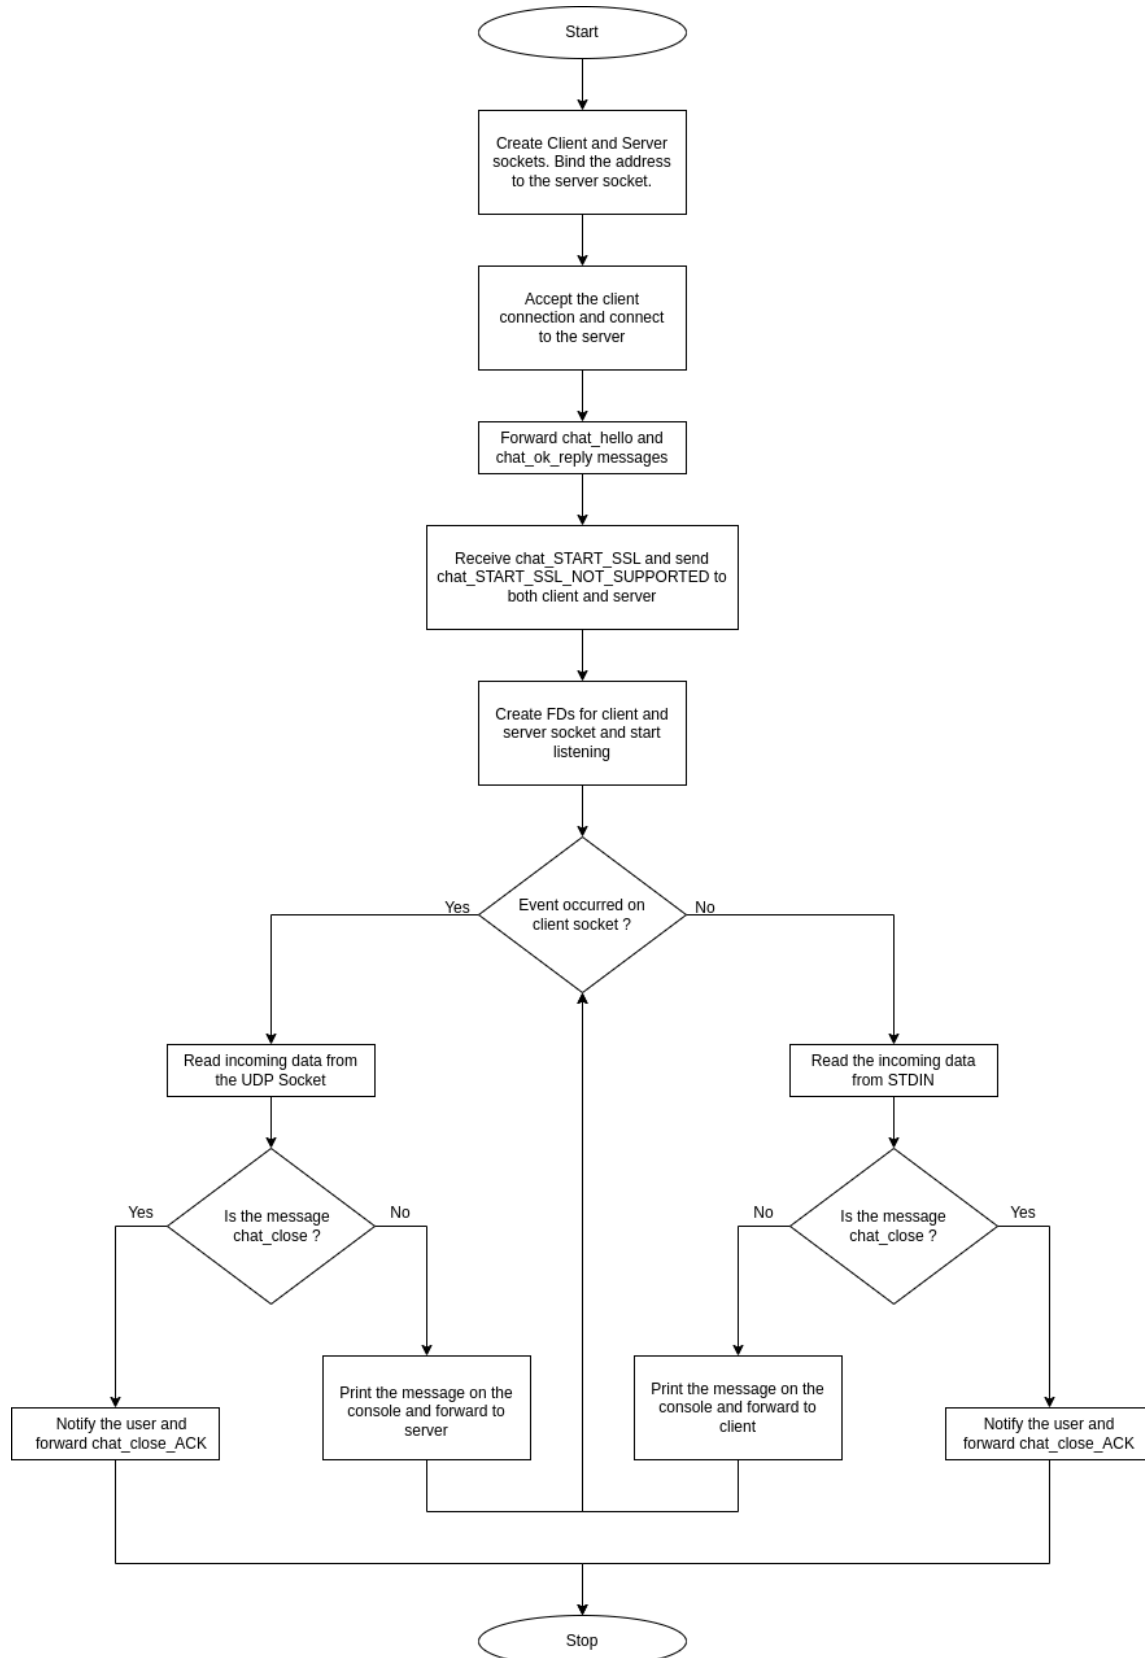 Start
Create Client and Server
sockets. Bind the address
to the server socket.
Accept the client
connection and connect
to the server
Forward chat_hello and
chat_ok_reply messages
Receive chat_START_SSL and send
chat_START_SSL_NOT_SUPPORTED to
both client and server
Create FDs for client and
server socket and start
listening
Event occurred on
client socket ?
Yes
No
Read incoming data from
the UDP Socket
Read the incoming data
from STDIN
Is the message
chat_close ?
Yes
No
Is the message
chat_close ?
No
Yes
Notify the user and
forward chat_close_ACK
Print the message on the
console and forward to
server
Print the message on the
console and forward to
client
Notify the user and
forward chat_close_ACK
Stop